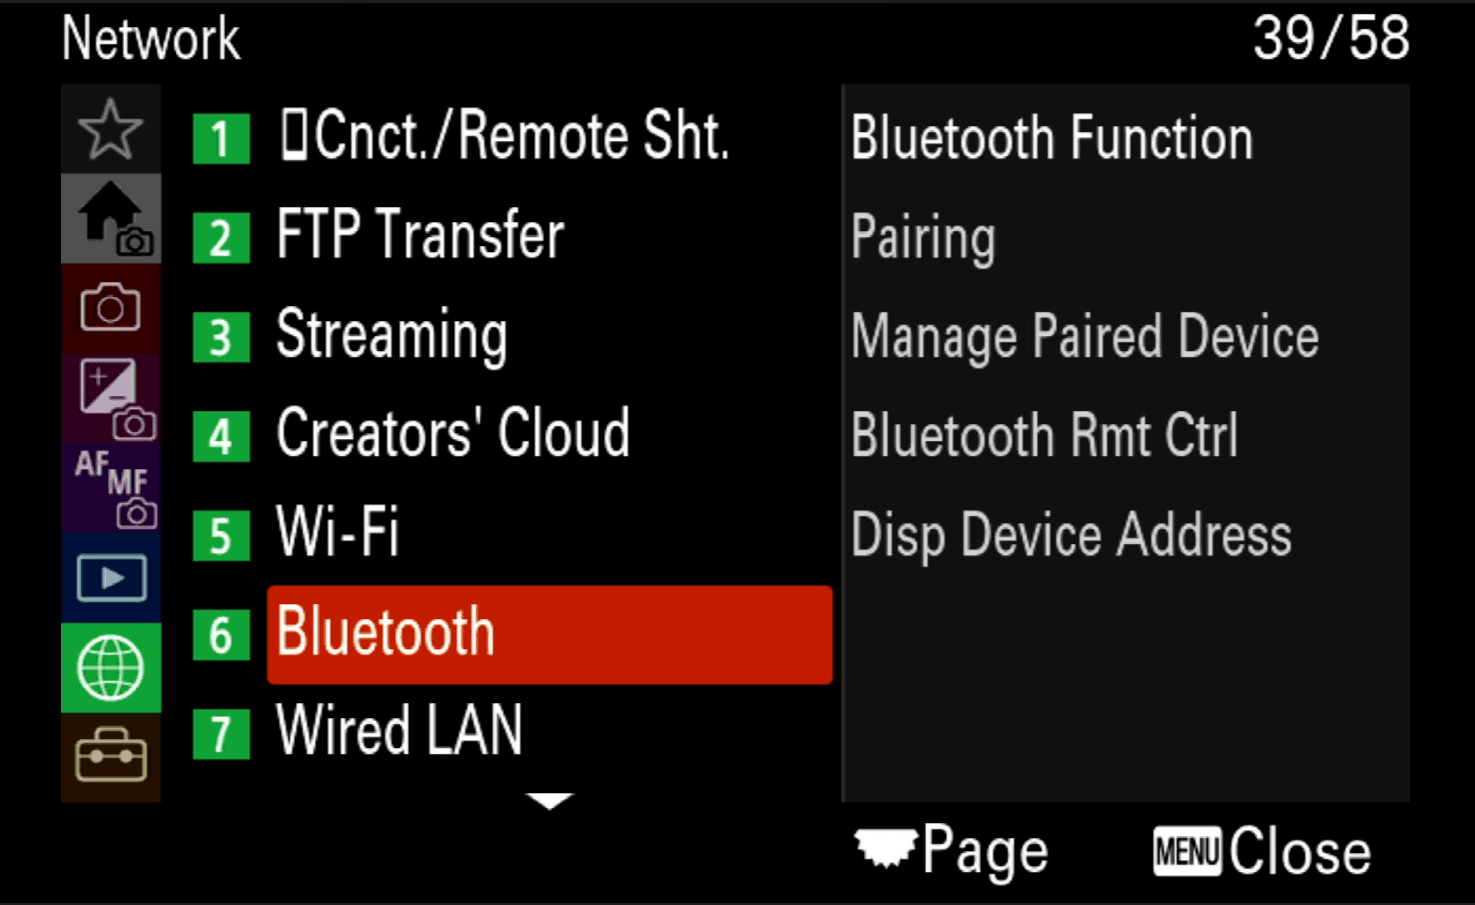 Network
39/58
1 Cnct./Remote Sht.
2 FTP Transfer
3 Streaming
4 Creators' Cloud
5 Wi-Fi
6 Bluetooth
7 Wired LAN
AF MF
Bluetooth Function
Pairing
Manage Paired Device
Bluetooth Rmt Ctrl
Disp Device Address
Page
MENU Close